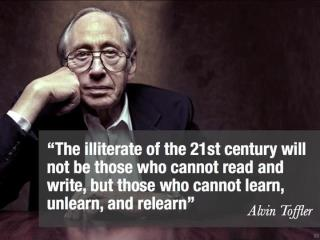 “The illiterate of the 21st century will
not be those who cannot read and
write, but those who cannot learn,
unlearn, and relearn”
Alvin Toffler